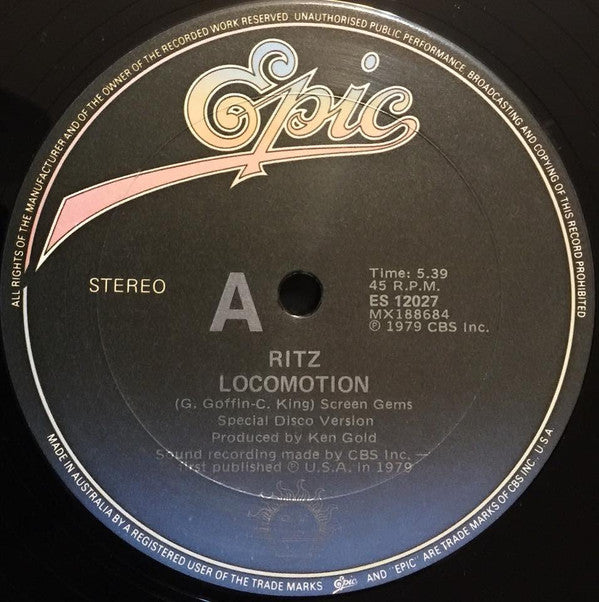 ALL RIGHTS OF THE MANUFACTURER AND OF THE OWNER OF THE RECORDED WORK RESERVED. UNAUTHORISED PUBLIC PERFORMANCE, BROADCASTING AND COPYING OF THIS RECORD PROHIBITED
Epic
STEREO
A
Time: 5.39
45 R.P.M.
ES 12027
MX188684
℗ 1979 CBS Inc.
RITZ
LOCOMOTION
(G. Goffin-C. King) Screen Gems
Special Disco Version
Produced by Ken Gold
Sound recording made by CBS Inc. —
first published ℗ U.S.A. in 1979
MADE IN AUSTRALIA BY A REGISTERED USER OF THE TRADE MARKS Epic AND "EPIC" ARE TRADE MARKS OF CBS INC. U S A